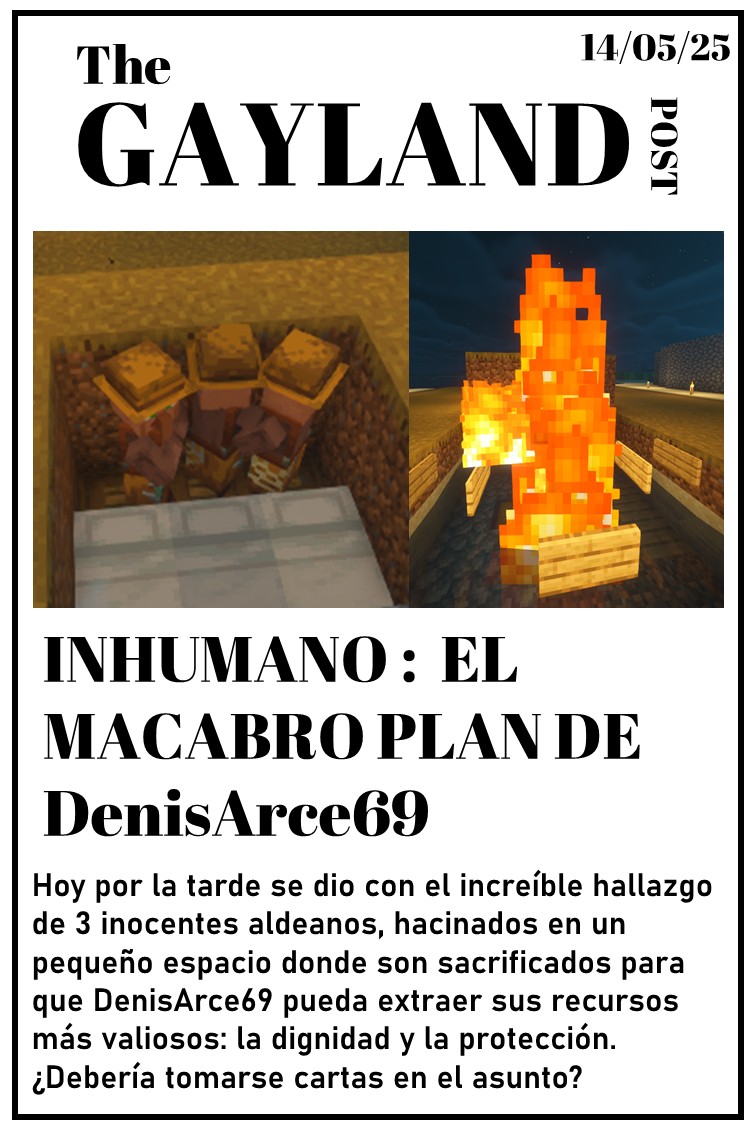 14/05/25
The
GAYLAND
POST
INHUMANO : EL
MACABRO PLAN DE
DenisArce69
Hoy por la tarde se dio con el increíble hallazgo
de 3 inocentes aldeanos, hacinados en un
pequeño espacio donde son sacrificados para
que DenisArce69 pueda extraer sus recursos
más valiosos: la dignidad y la protección.
¿Debería tomarse cartas en el asunto?